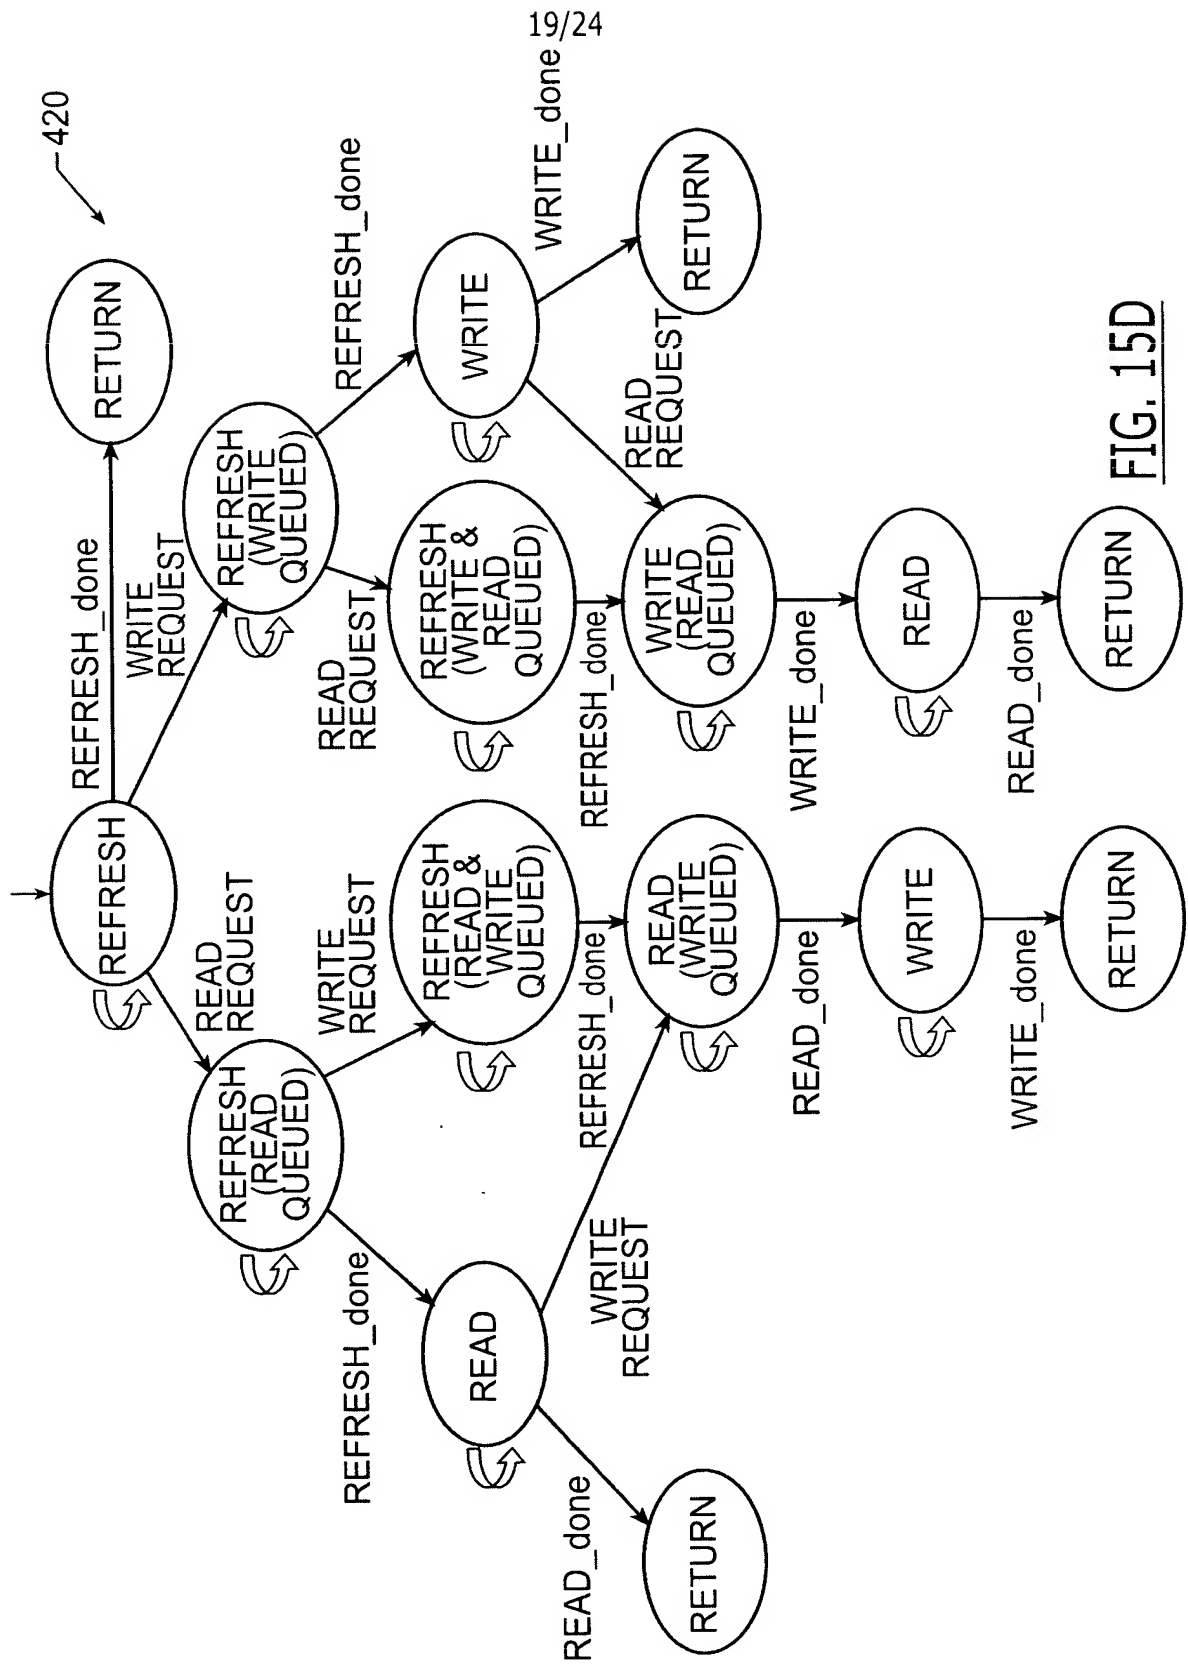 19/24
420
REFRESH
REFRESH_done
RETURN
WRITE
REQUEST
READ
REQUEST
REFRESH
(READ
QUEUED)
REFRESH
(WRITE
QUEUED)
REFRESH_done
WRITE
REQUEST
READ
REQUEST
REFRESH_done
READ
REFRESH
(READ &
WRITE
QUEUED)
REFRESH
(WRITE &
READ
QUEUED)
WRITE
READ_done
WRITE
REQUEST
REFRESH_done
REFRESH_done
READ
REQUEST
WRITE_done
RETURN
READ
(WRITE
QUEUED)
WRITE
(READ
QUEUED)
RETURN
READ_done
WRITE_done
WRITE
READ
WRITE_done
READ_done
RETURN
RETURN
FIG. 15D